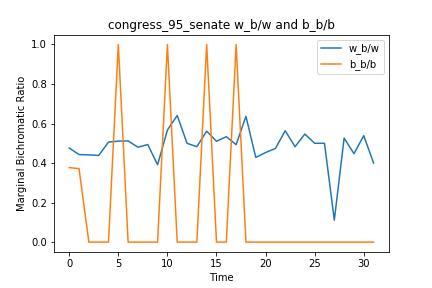 congress_95_senate w_b/w and b_b/b
w_b/w
b_b/b
Marginal Bichromatic Ratio
1.0
0.8
0.6
0.4
0.2
0.0
0 5 10 15 20 25 30
Time